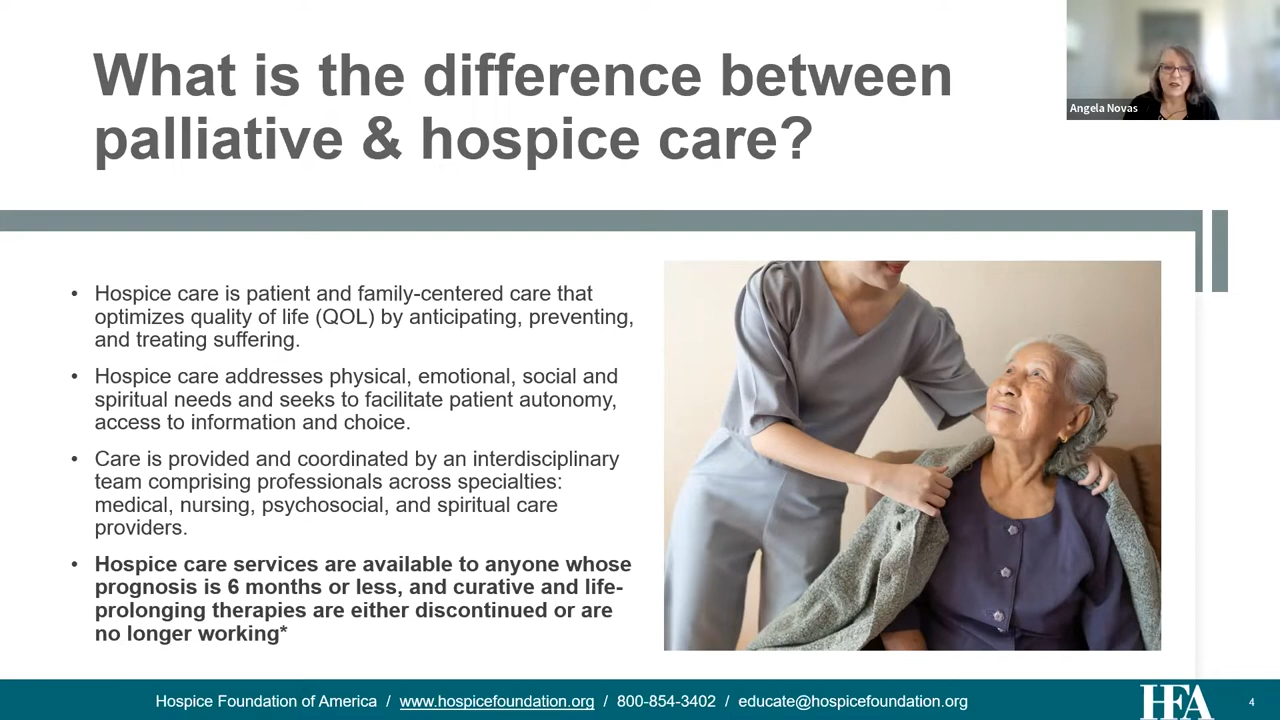 What is the difference between
palliative & hospice care?
Angela Novas
• Hospice care is patient and family-centered care that
optimizes quality of life (QOL) by anticipating, preventing,
and treating suffering.
• Hospice care addresses physical, emotional, social and
spiritual needs and seeks to facilitate patient autonomy,
access to information and choice.
• Care is provided and coordinated by an interdisciplinary
team comprising professionals across specialties:
medical, nursing, psychosocial, and spiritual care
providers.
• Hospice care services are available to anyone whose
prognosis is 6 months or less, and curative and life-
prolonging therapies are either discontinued or are
no longer working*
Hospice Foundation of America / www.hospicefoundation.org / 800-854-3402 / educate@hospicefoundation.org
HFA
4